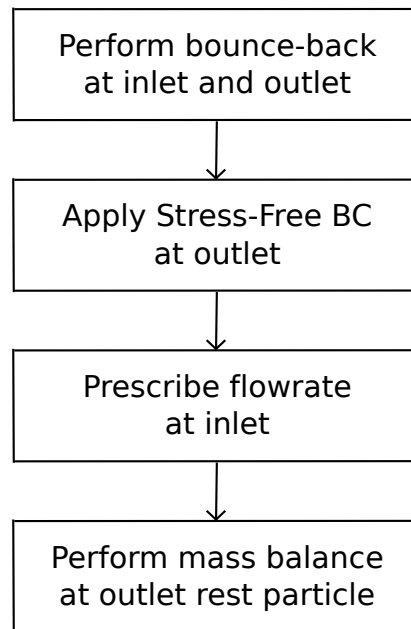 Perform bounce-back
at inlet and outlet
Apply Stress-Free BC
at outlet
Prescribe flowrate
at inlet
Perform mass balance
at outlet rest particle